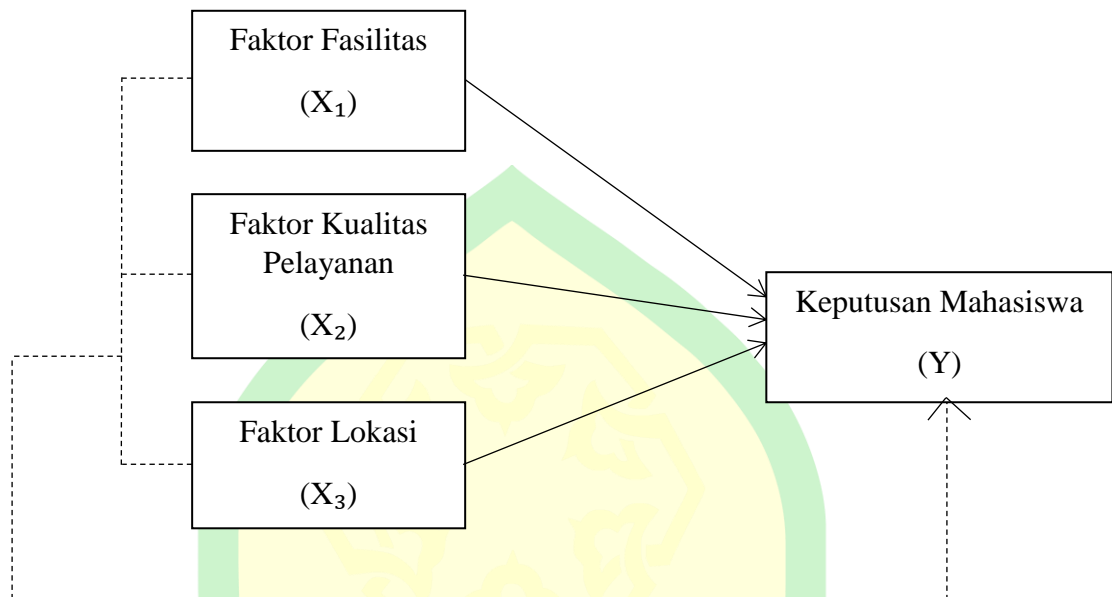 Faktor Fasilitas
(X₁)
Faktor Kualitas
Pelayanan
(X₂)
Faktor Lokasi
(X₃)
Keputusan Mahasiswa
(Y)